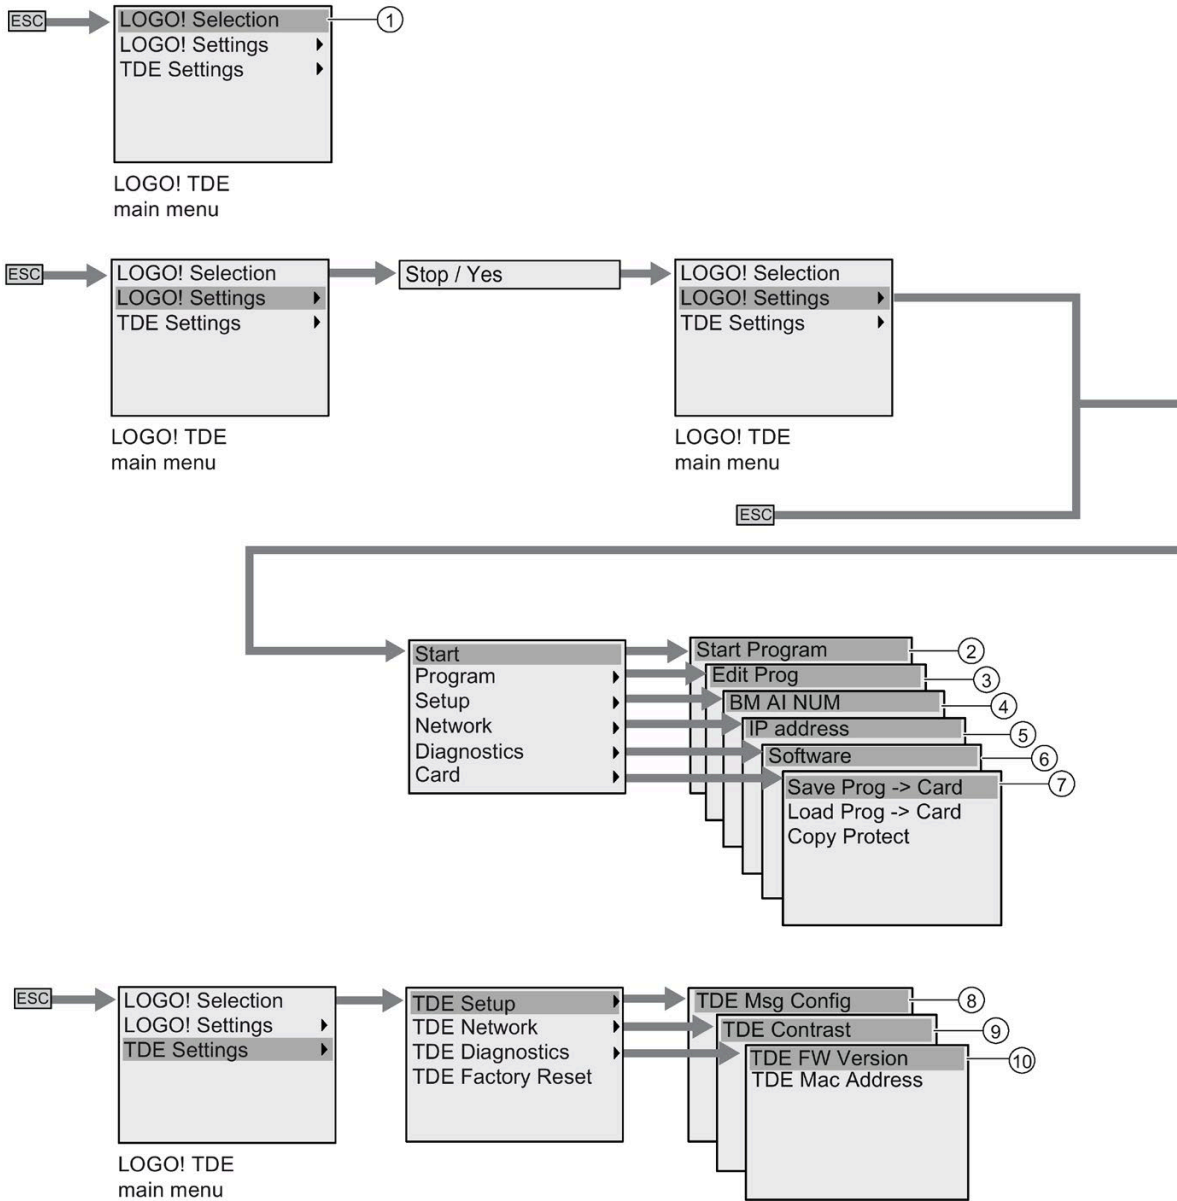 ESC
LOGO! Selection
①
LOGO! Settings
TDE Settings
LOGO! TDE
main menu
ESC
LOGO! Selection
LOGO! Settings
TDE Settings
LOGO! TDE
main menu
Stop / Yes
LOGO! Selection
LOGO! Settings
TDE Settings
LOGO! TDE
main menu
ESC
Start
Program
Setup
Network
Diagnostics
Card
Start Program
②
Edit Prog
③
BM AI NUM
④
IP address
⑤
Software
⑥
Save Prog -> Card
⑦
Load Prog -> Card
Copy Protect
ESC
LOGO! Selection
LOGO! Settings
TDE Settings
LOGO! TDE
main menu
TDE Setup
TDE Network
TDE Diagnostics
TDE Factory Reset
TDE Msg Config
⑧
TDE Contrast
⑨
TDE FW Version
⑩
TDE Mac Address